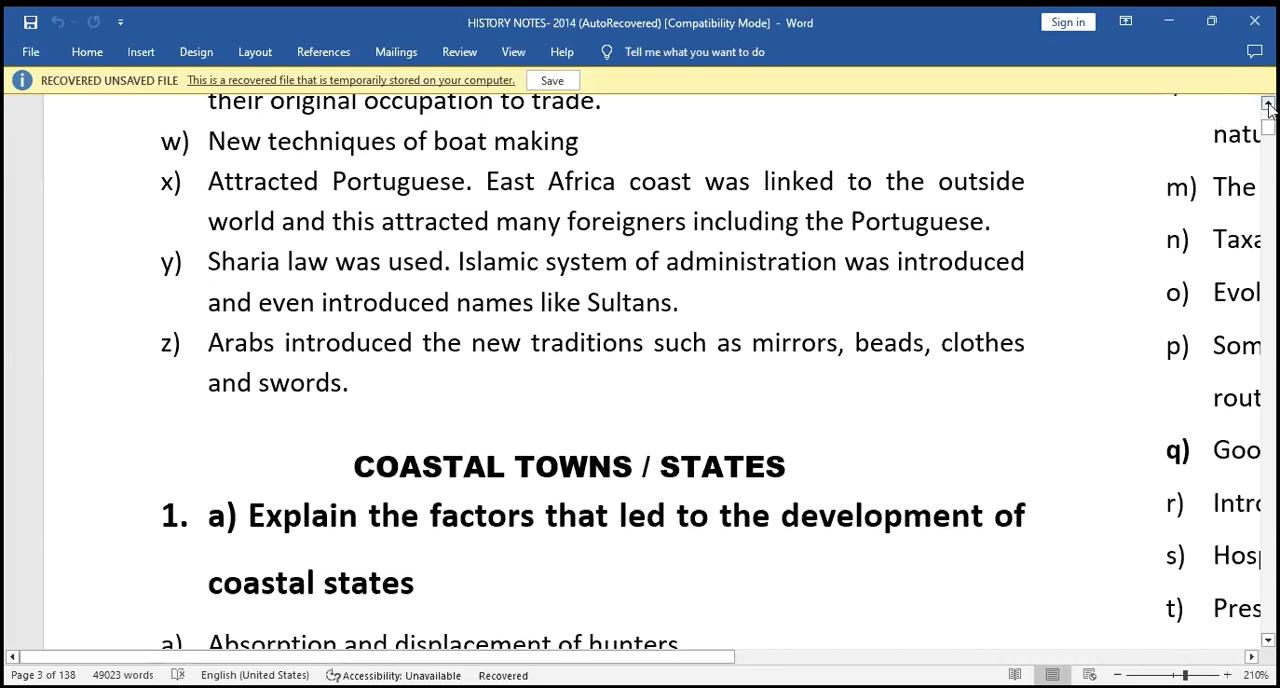 HISTORY NOTES- 2014 (AutoRecovered) [Compatibility Mode] - Word
Sign in
File Home Insert Design Layout References Mailings Review View Help Tell me what you want to do
RECOVERED UNSAVED FILE This is a recovered file that is temporarily stored on your computer. Save
their original occupation to trade.
w) New techniques of boat making
x) Attracted Portuguese. East Africa coast was linked to the outside
world and this attracted many foreigners including the Portuguese.
y) Sharia law was used. Islamic system of administration was introduced
and even introduced names like Sultans.
z) Arabs introduced the new traditions such as mirrors, beads, clothes
and swords.
COASTAL TOWNS / STATES
1. a) Explain the factors that led to the development of
coastal states
a) Absorption and displacement of hunters
natu
m) The
n) Taxa
o) Evol
p) Som
rout
q) Goo
r) Intro
s) Hosp
t) Pres
Page 3 of 138 49023 words English (United States) Accessibility: Unavailable Recovered 210%